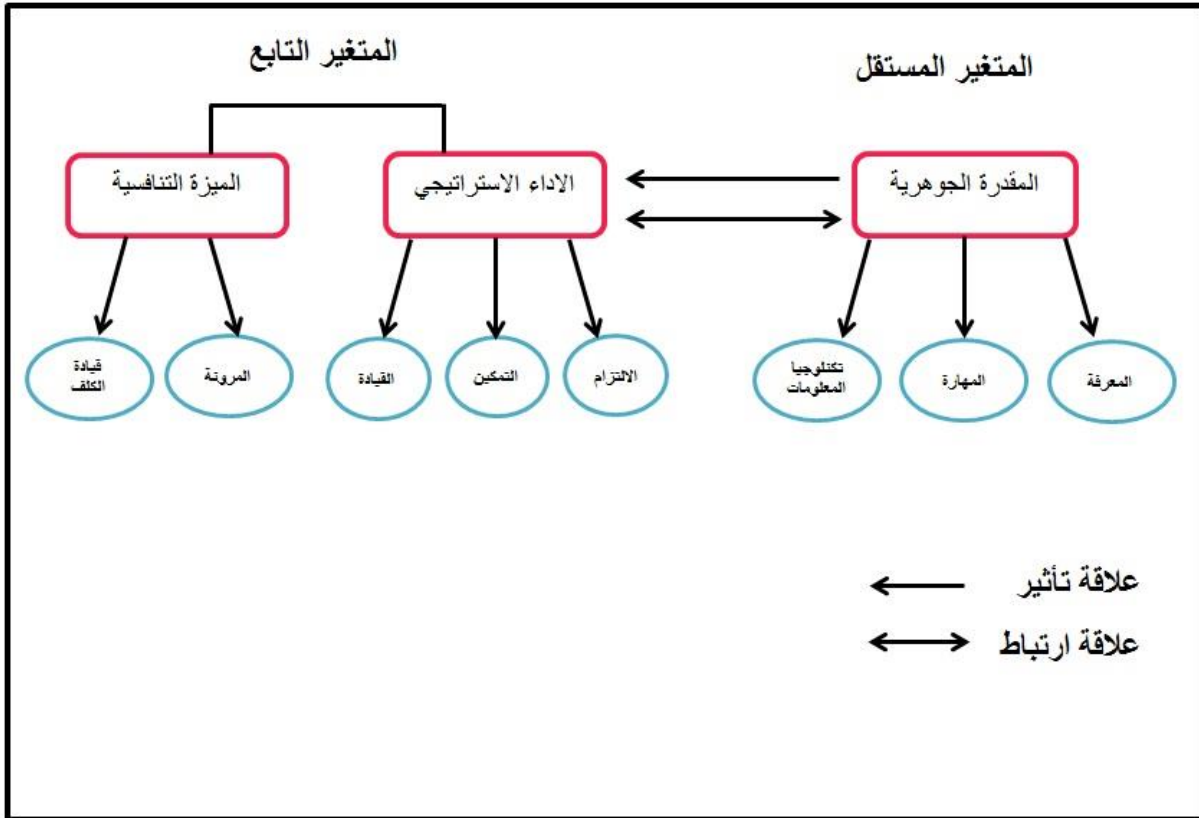 المتغير المستقل
المتغير التابع
المقدرة الجوهرية
الاداء الاستراتيجي
الميزة التنافسية
المعرفة
المهارة
تكنلوجيا
المعلومات
الالتزام
التمكين
القيادة
المرونة
قيادة
الكلف
علاقة تأثير
علاقة ارتباط